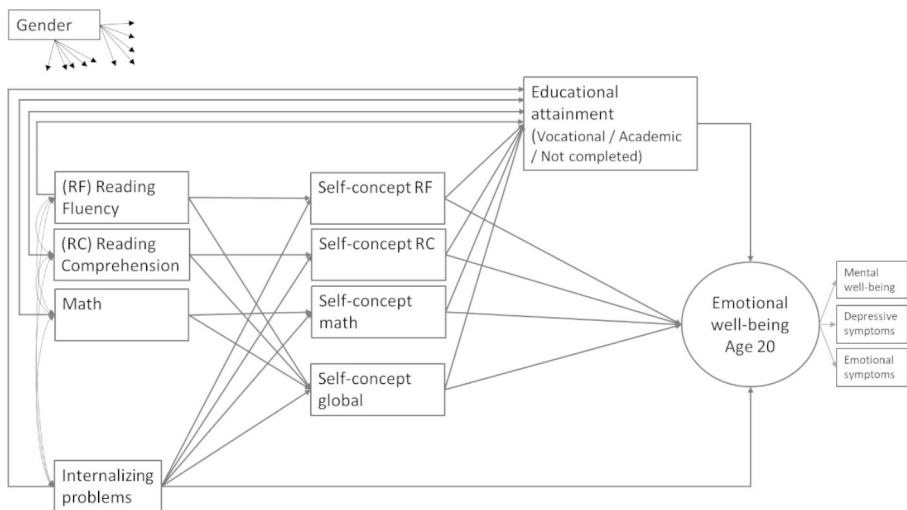 Gender
Educational
attainment
(Vocational / Academic
/ Not completed)
(RF) Reading
Fluency
Self-concept RF
(RC) Reading
Comprehension
Self-concept RC
Math
Self-concept
math
Self-concept
global
Internalizing
problems
Emotional
well-being
Age 20
Mental
well-being
Depressive
symptoms
Emotional
symptoms